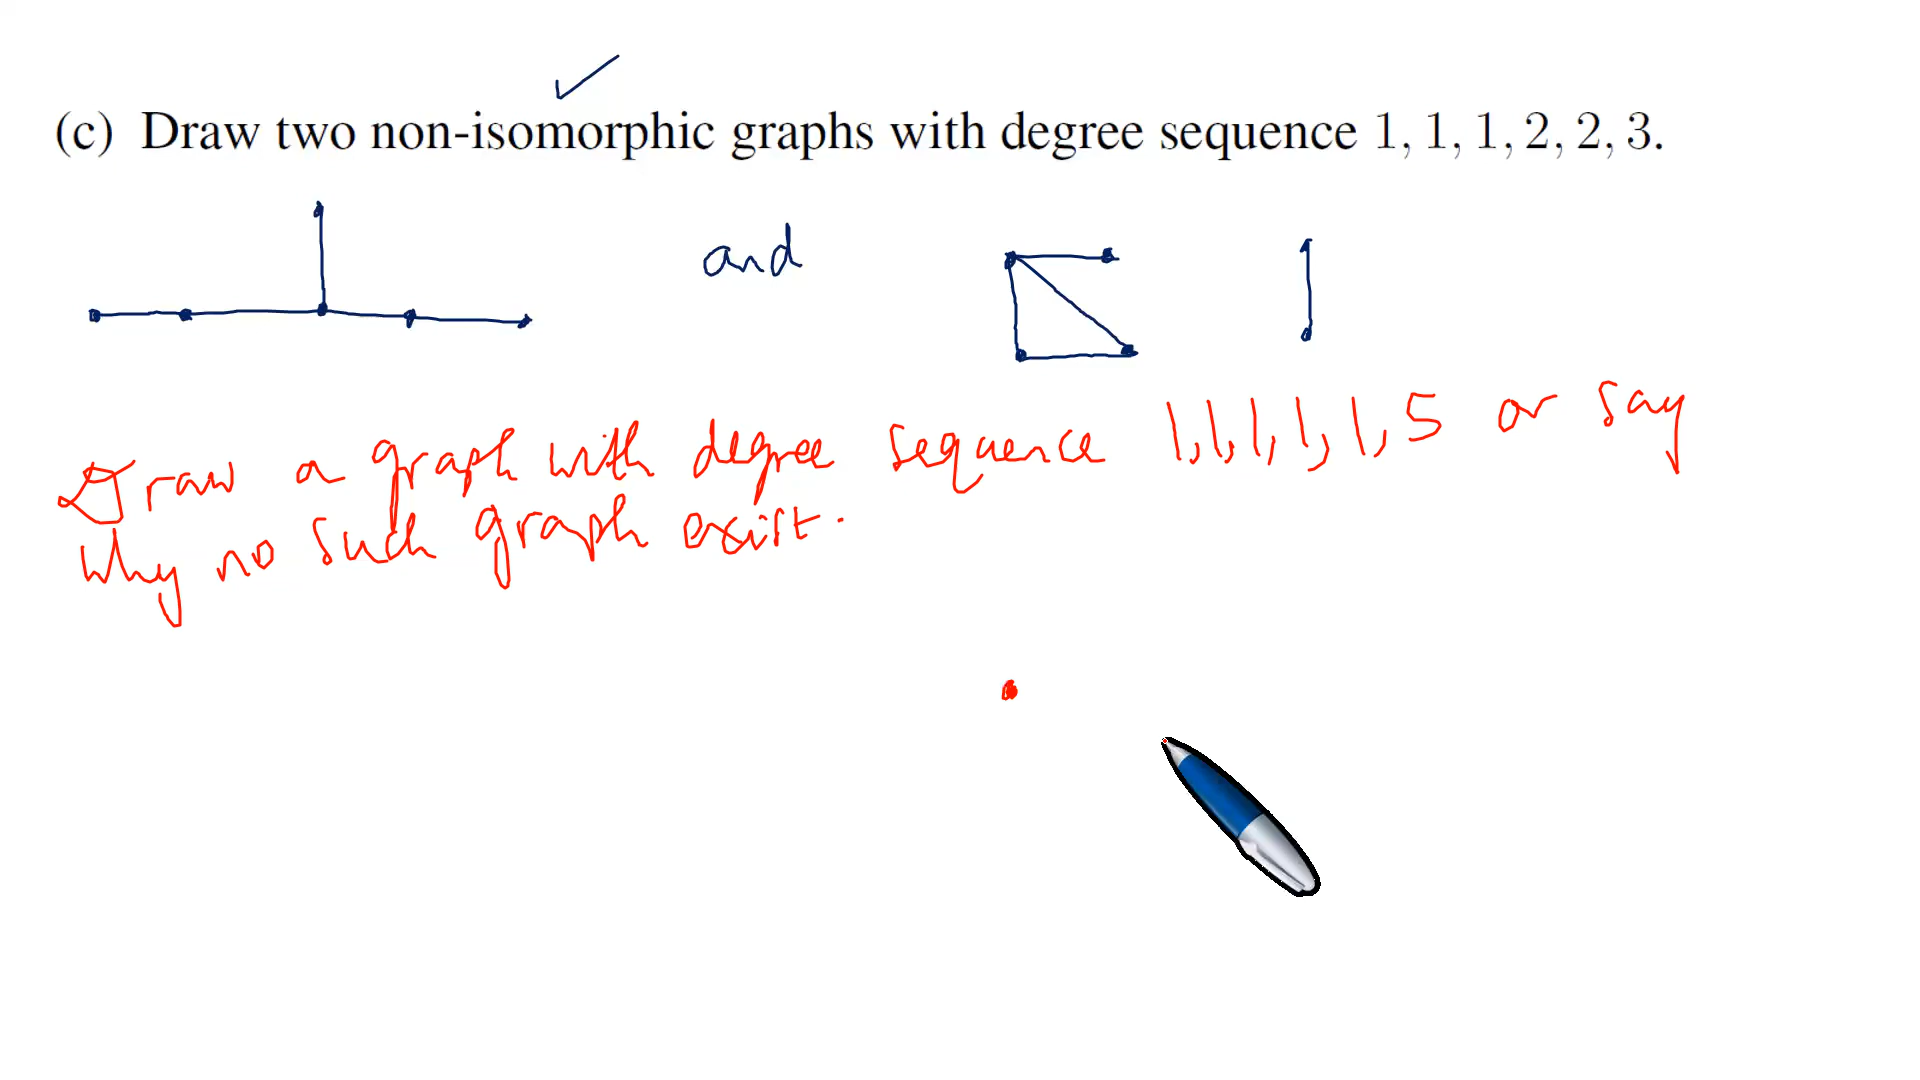 (c) Draw two non-isomorphic graphs with degree sequence 1, 1, 1, 2, 2, 3.
and
Draw a graph with degree sequence 1,1,1,1,1,5 or say
why no such graph exist.